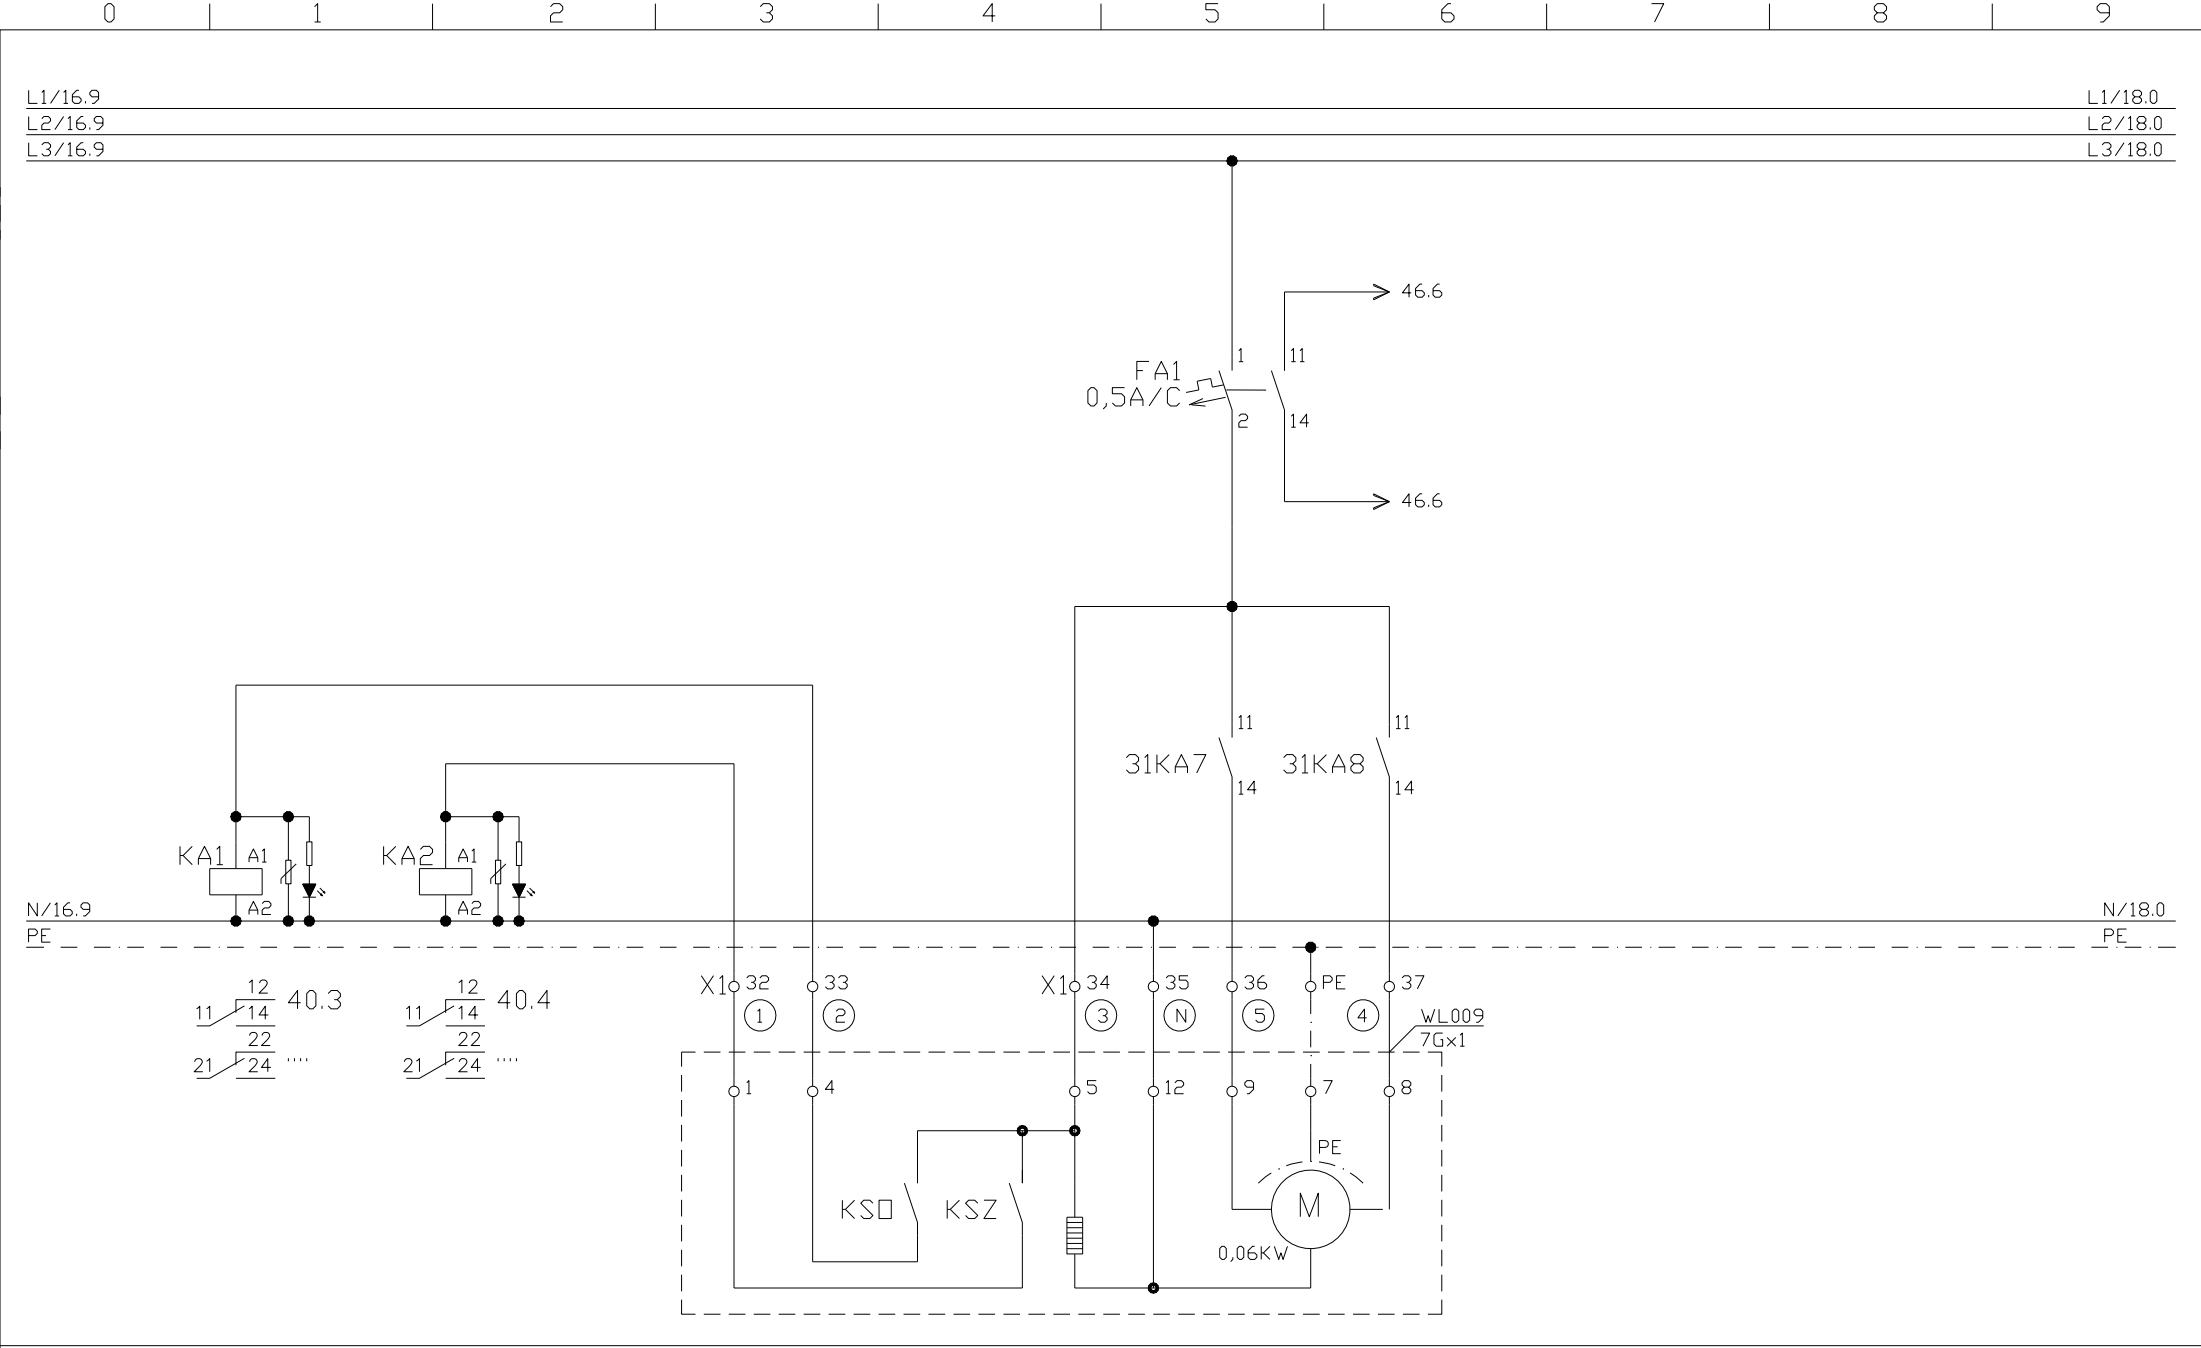 0 1 2 3 4 5 6 7 8 9
L1/16.9 L1/18.0
L2/16.9 L2/18.0
L3/16.9 L3/18.0
46.6
1 11
FA1
0,5A/C
2 14
46.6
11 11
31KA7 31KA8
14 14
KA1 A1 KA2 A1
A2 A2
N/16.9 N/18.0
PE PE
12 40.3 12 40.4 X1 32 33 X1 34 35 36 PE 37
11 14 11 14 1 2 3 N 5 4 WL009
22 22 7Gx1
21 24 '''' 21 24 ''''
1 4 5 12 9 7 8
PE
KSO KSZ M
0,06KW